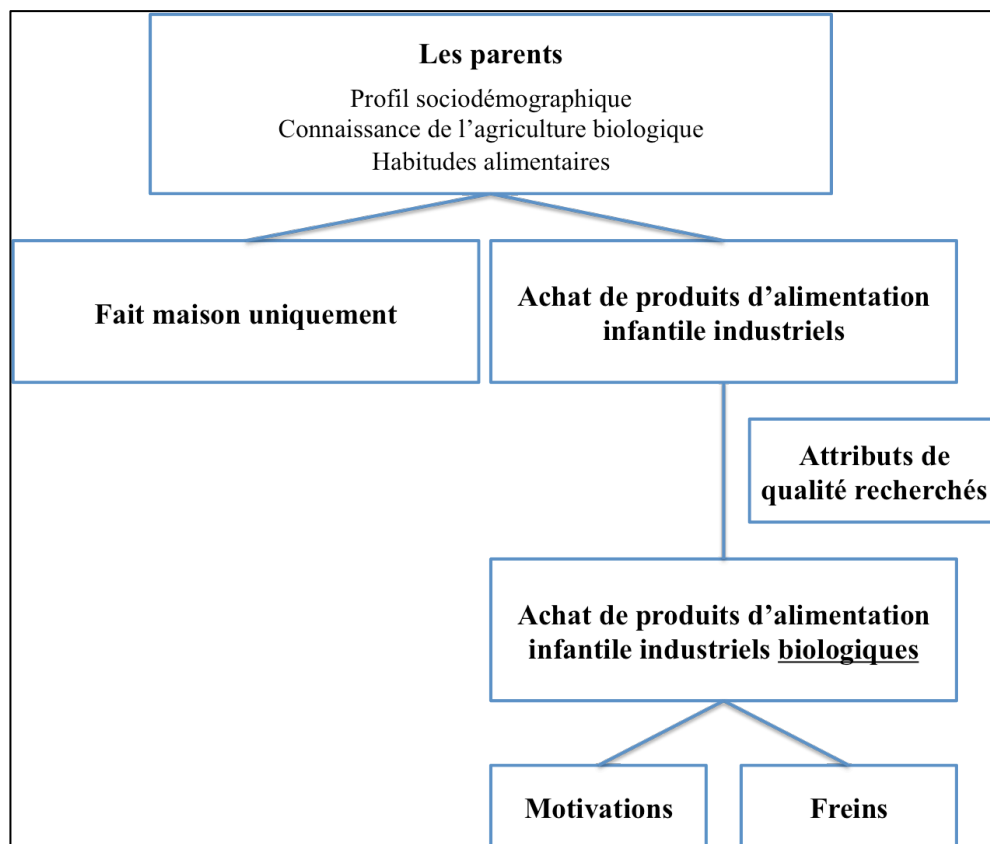 Les parents
Profil sociodémographique
Connaissance de l’agriculture biologique
Habitudes alimentaires
Fait maison uniquement
Achat de produits d’alimentation
infantile industriels
Attributs de
qualité recherchés
Achat de produits d’alimentation
infantile industriels biologiques
Motivations
Freins